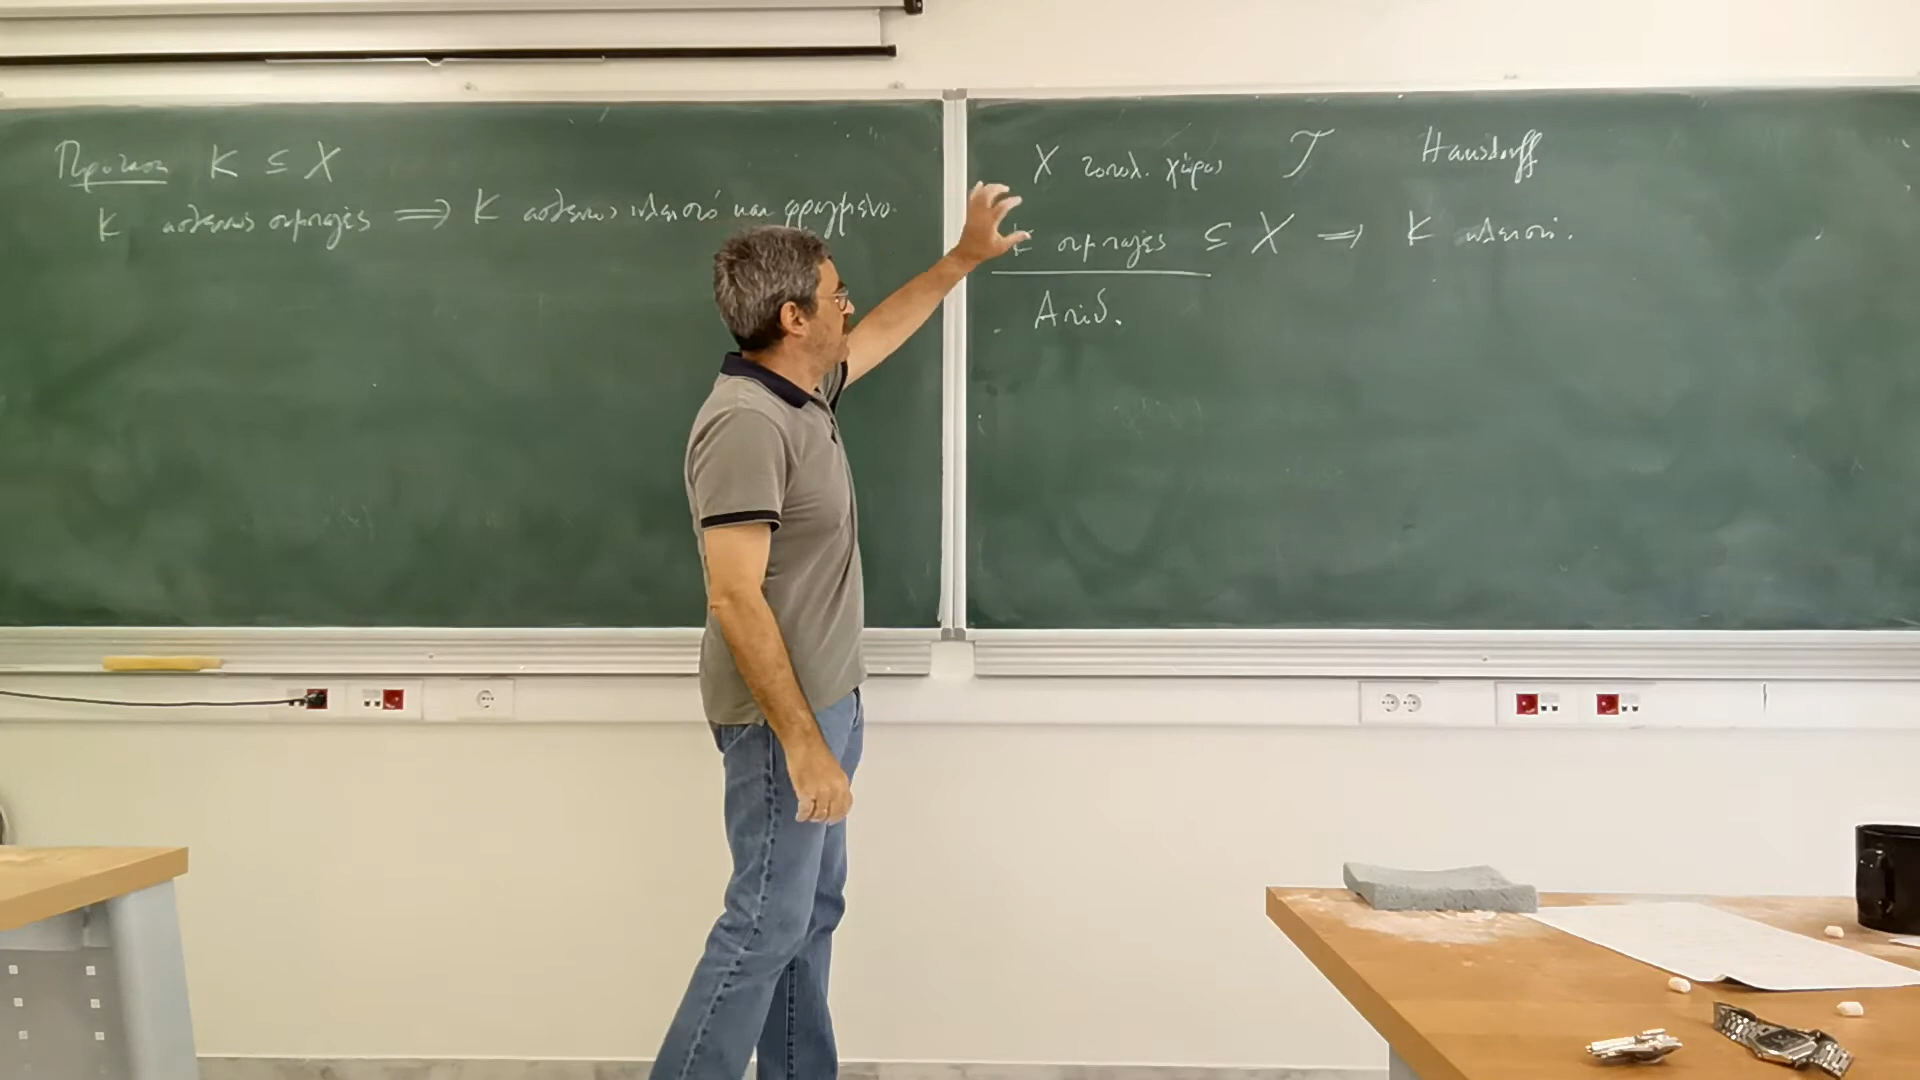 Πρόταση K ⊆ X
K ασθενώς συμπαγές ⟹ K ασθενώς κλειστό και φραγμένο.
X τοπολ. χώρος 𝒯 Hausdorff
K συμπαγές ⊆ X ⟹ K κλειστό.
Απόδ.